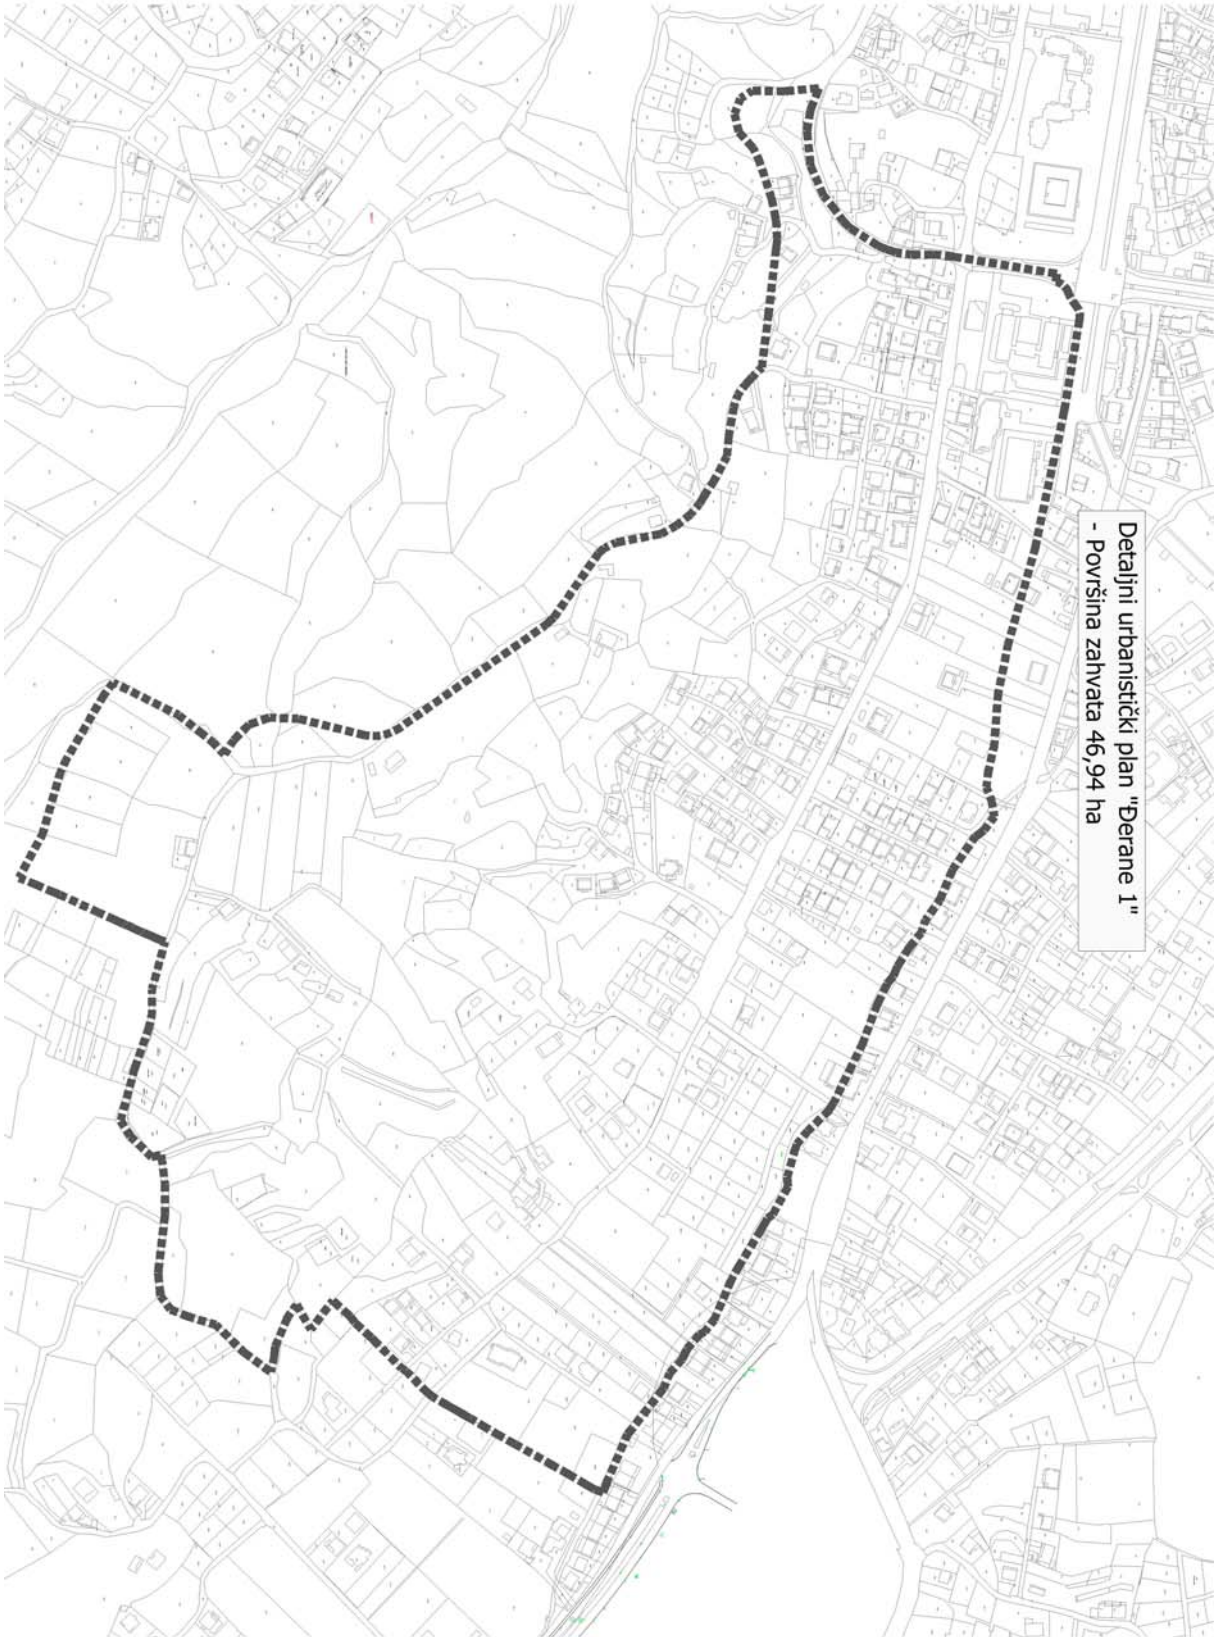 Detaljni urbanistički plan "Đerane 1"
- Površina zahvata 46,94 ha